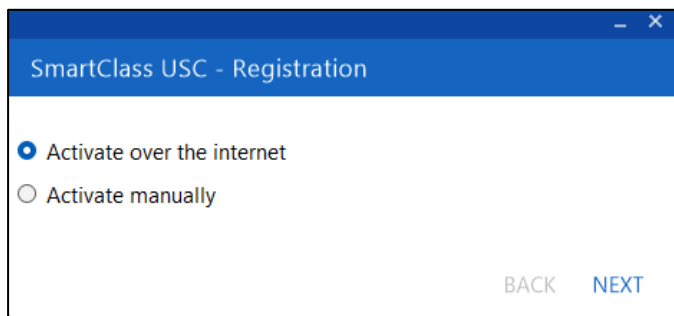 SmartClass USC - Registration
Activate over the internet
Activate manually
BACK NEXT